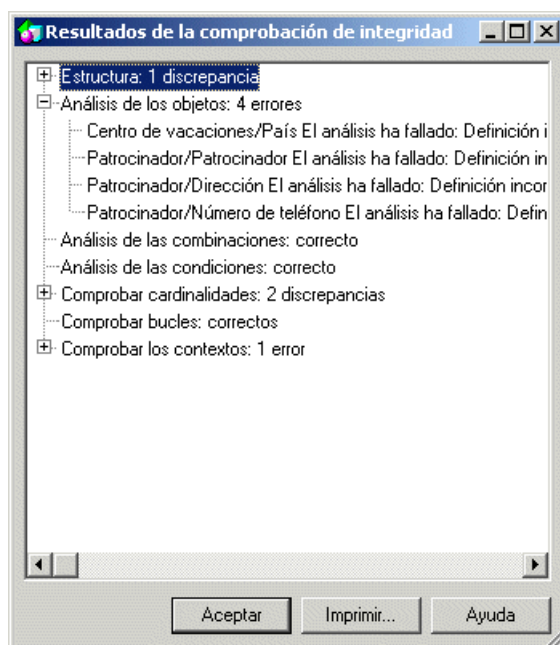 Resultados de la comprobación de integridad
Estructura: 1 discrepancia
Análisis de los objetos: 4 errores
Centro de vacaciones/País El análisis ha fallado: Definición i
Patrocinador/Patrocinador El análisis ha fallado: Definición in
Patrocinador/Dirección El análisis ha fallado: Definición incor
Patrocinador/Número de teléfono El análisis ha fallado: Defin
Análisis de las combinaciones: correcto
Análisis de las condiciones: correcto
Comprobar cardinalidades: 2 discrepancias
Comprobar bucles: correctos
Comprobar los contextos: 1 error
Aceptar Imprimir... Ayuda